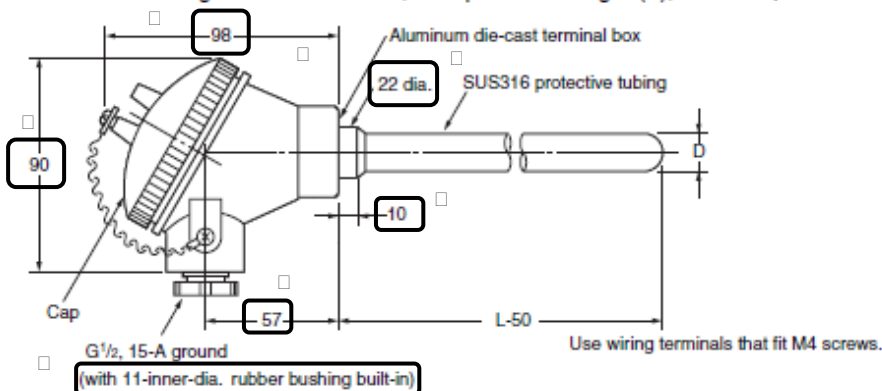 98
Aluminum die-cast terminal box
22 dia.
SUS316 protective tubing
90
D
10
Cap
57
L-50
G1/2, 15-A ground
Use wiring terminals that fit M4 screws.
(with 11-inner-dia. rubber bushing built-in)